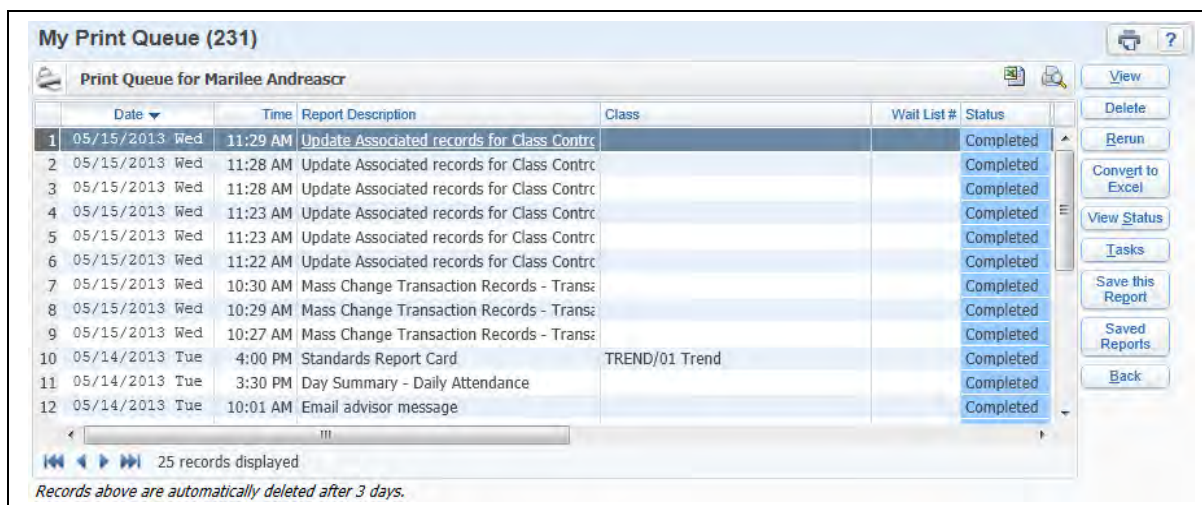 My Print Queue (231)
?
Print Queue for Marilee Andreascr
View
Date Time Report Description Class Wait List # Status
Delete
1 05/15/2013 Wed 11:29 AM Update Associated records for Class Contrc Completed
Rerun
2 05/15/2013 Wed 11:28 AM Update Associated records for Class Contrc Completed
3 05/15/2013 Wed 11:28 AM Update Associated records for Class Contrc Completed
Convert to
Excel
4 05/15/2013 Wed 11:23 AM Update Associated records for Class Contrc Completed
View Status
5 05/15/2013 Wed 11:23 AM Update Associated records for Class Contrc Completed
6 05/15/2013 Wed 11:22 AM Update Associated records for Class Contrc Completed
Tasks
7 05/15/2013 Wed 10:30 AM Mass Change Transaction Records - Transa Completed
Save this
Report
8 05/15/2013 Wed 10:29 AM Mass Change Transaction Records - Transa Completed
9 05/15/2013 Wed 10:27 AM Mass Change Transaction Records - Transa Completed
Saved
Reports
10 05/14/2013 Tue 4:00 PM Standards Report Card TREND/01 Trend Completed
11 05/14/2013 Tue 3:30 PM Day Summary - Daily Attendance Completed
Back
12 05/14/2013 Tue 10:01 AM Email advisor message Completed
25 records displayed
Records above are automatically deleted after 3 days.